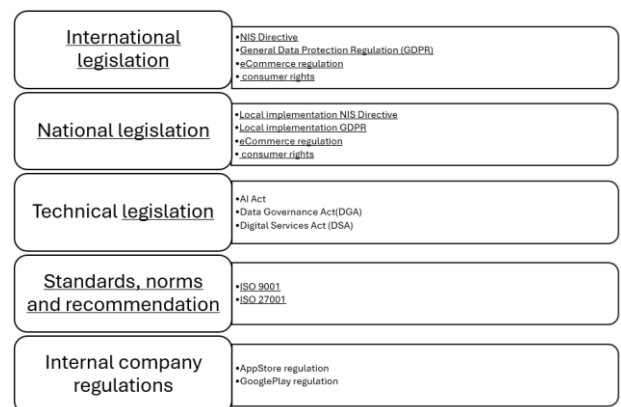 International
legislation
•NIS Directive
•General Data Protection Regulation (GDPR)
•eCommerce regulation
• consumer rights
National legislation
•Local implementation NIS Directive
•Local implementation GDPR
•eCommerce regulation
• consumer rights
Technical legislation
•AI Act
•Data Governance Act(DGA)
•Digital Services Act (DSA)
Standards, norms
and recommendation
•ISO 9001
•ISO 27001
Internal company
regulations
•AppStore regulation
•GooglePlay regulation